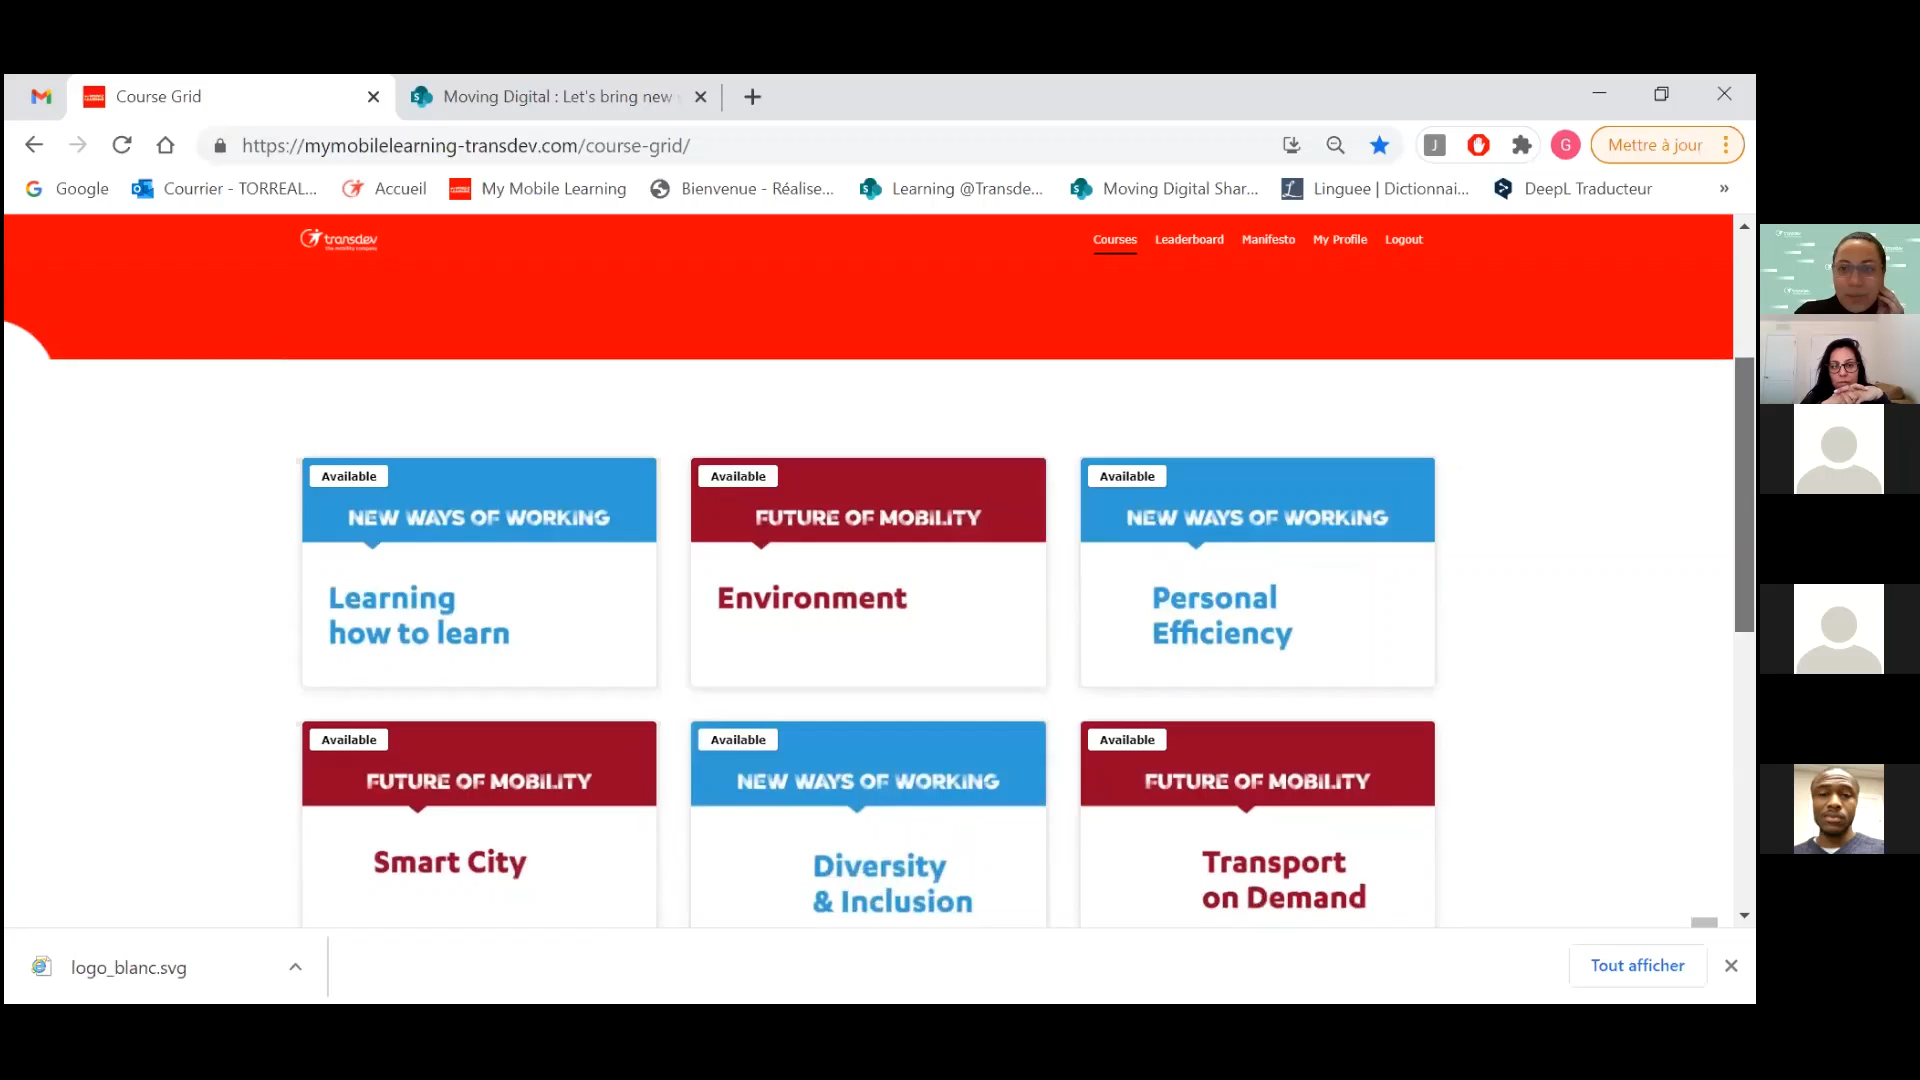 Course Grid
Moving Digital : Let's bring new
https://mymobilelearning-transdev.com/course-grid/
J
G
Mettre à jour
Google
Courrier - TORREAL...
Accueil
My Mobile Learning
Bienvenue - Réalise...
Learning @Transde...
Moving Digital Shar...
Linguee | Dictionnai...
DeepL Traducteur
»
transdev
the mobility company
Courses
Leaderboard
Manifesto
My Profile
Logout
Available
NEW WAYS OF WORKING
Learning
how to learn
Available
FUTURE OF MOBILITY
Environment
Available
NEW WAYS OF WORKING
Personal
Efficiency
Available
FUTURE OF MOBILITY
Smart City
Available
NEW WAYS OF WORKING
Diversity
& Inclusion
Available
FUTURE OF MOBILITY
Transport
on Demand
logo_blanc.svg
Tout afficher